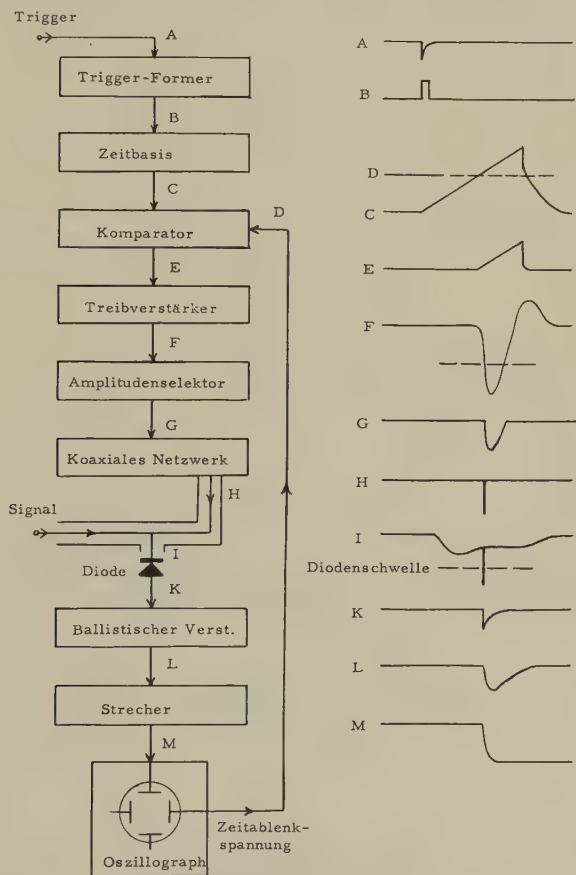 Trigger
A
Trigger-Former
B
Zeitbasis
C
D
Komparator
E
Treibverstärker
F
Amplitudenselektor
G
Koaxiales Netzwerk
H
Signal
I
Diode
K
Ballistischer Verst.
L
Strecher
M
Zeitablenk-
spannung
Oszillograph
A
B
D
C
E
F
G
H
I
Diodenschwelle
K
L
M